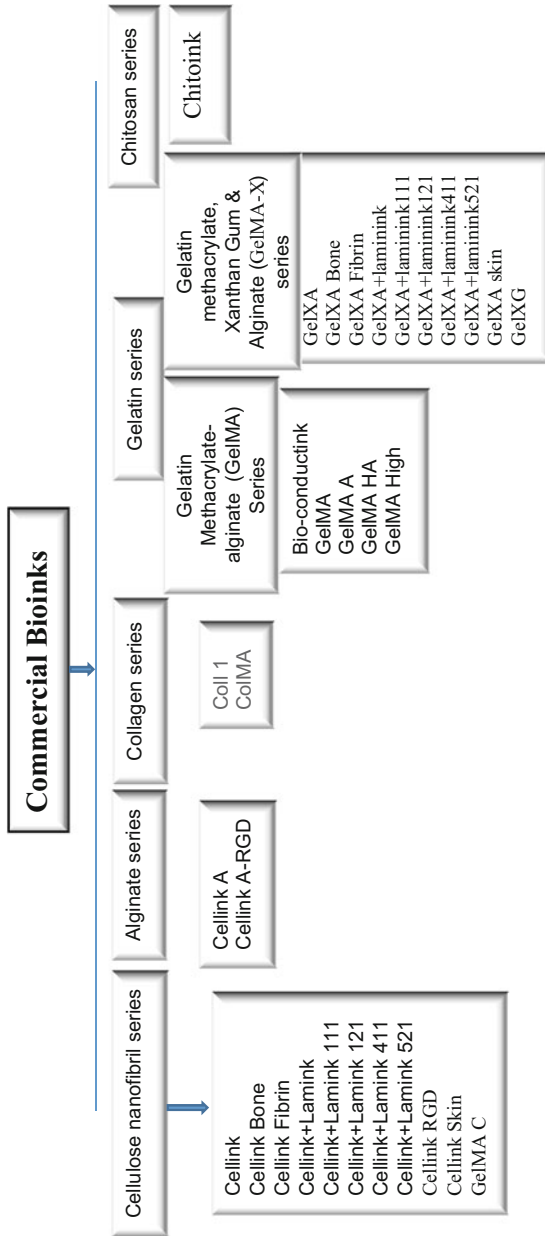 Commercial Bioinks
Cellulose nanofibril series
Cellink
Cellink Bone
Cellink Fibrin
Cellink+Lamink
Cellink+Lamink 111
Cellink+Lamink 121
Cellink+Lamink 411
Cellink+Lamink 521
Cellink RGD
Cellink Skin
GelMA C
Alginate series
Cellink A
Cellink A-RGD
Collagen series
Coll 1
ColMA
Gelatin series
Gelatin
Methacrylate-
alginate (GelMA)
Series
Bio-conductink
GelMA
GelMA A
GelMA HA
GelMA High
Gelatin
methacrylate,
Xanthan Gum &
Alginate (GelMA-X)
series
GelXA
GelXA Bone
GelXA Fibrin
GelXA+laminink
GelXA+laminink111
GelXA+laminink121
GelXA+laminink411
GelXA+laminink521
GelXA skin
GelXG
Chitosan series
Chitoink